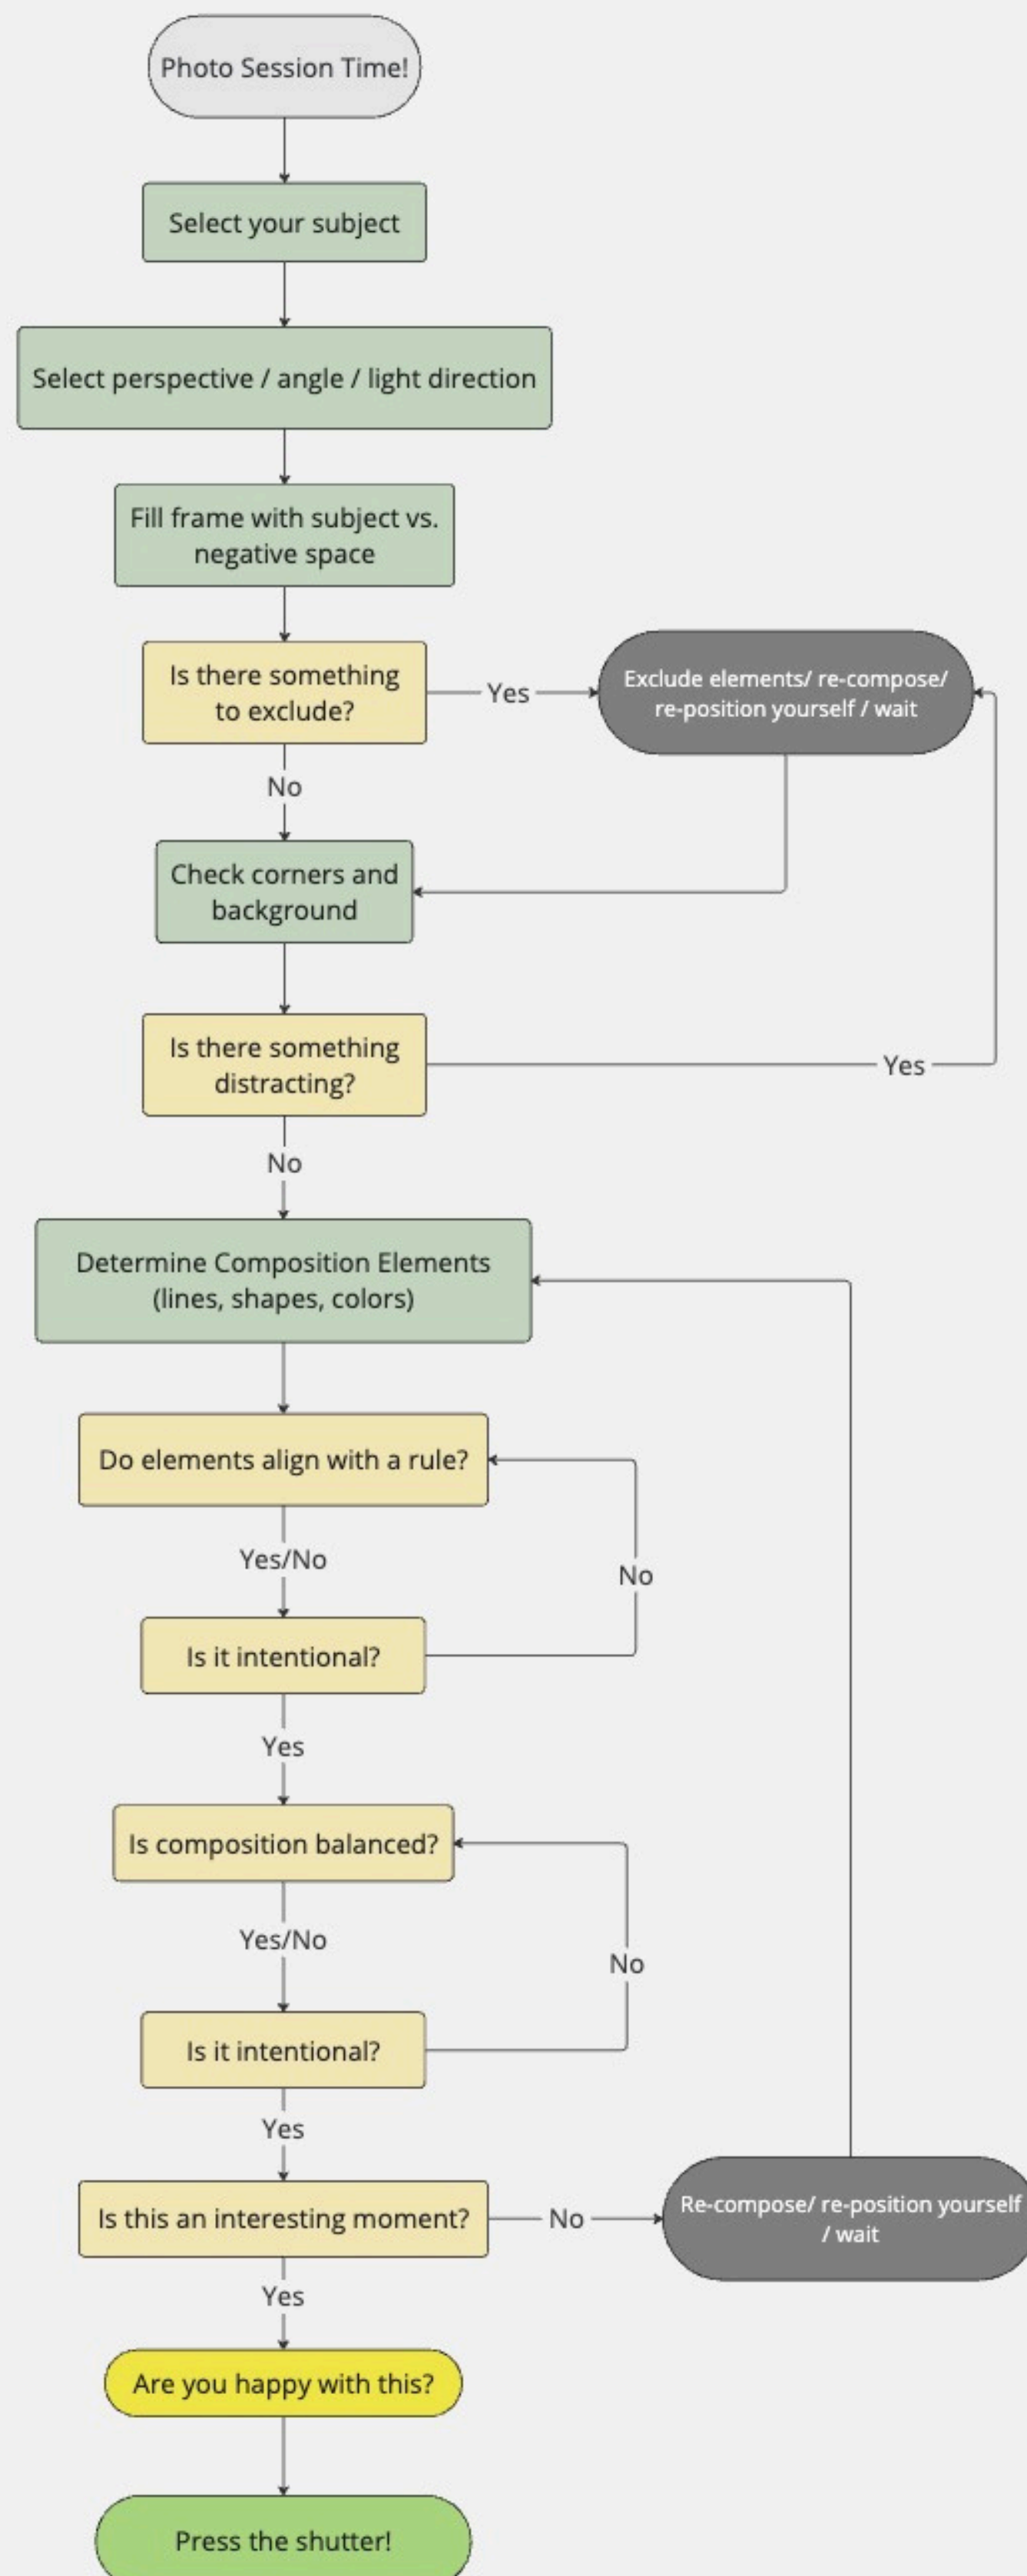 Photo Session Time!
Select your subject
Select perspective / angle / light direction
Fill frame with subject vs.
negative space
Is there something
to exclude?
Yes
Exclude elements/ re-compose/
re-position yourself / wait
No
Check corners and
background
Is there something
distracting?
Yes
No
Determine Composition Elements
(lines, shapes, colors)
Do elements align with a rule?
Yes/No
No
Is it intentional?
Yes
Is composition balanced?
Yes/No
No
Is it intentional?
Yes
Is this an interesting moment?
No
Re-compose/ re-position yourself
/ wait
Yes
Are you happy with this?
Press the shutter!